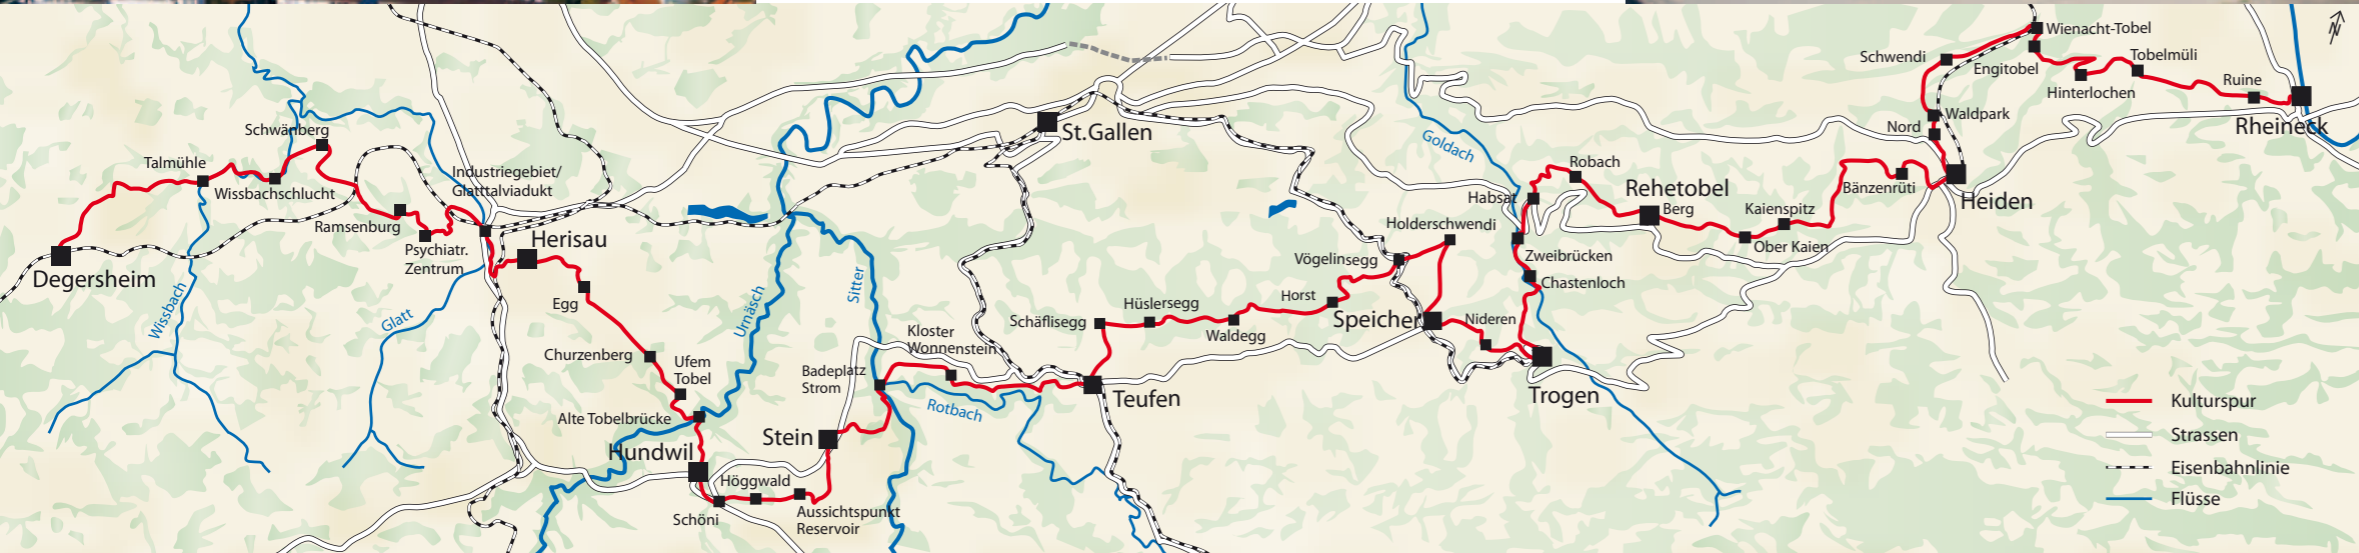 N
Wienacht-Tobel
Schwendi
Engitobel
Tobelmüli
Hinterlochen
Ruine
Rheineck
Waldpark
Nord
Heiden
Bänzenrüti
Kaienspitz
Ober Kaien
Rehetobel
Berg
Robach
Habsat
Goldach
Zweibrücken
Chastenloch
Trogen
Nideren
Speicher
Holderschwendi
Vögelinsegg
Horst
Waldegg
Hüslersegg
Schäflisegg
Teufen
St.Gallen
Kloster
Wonnenstein
Rotbach
Badeplatz
Strom
Sitter
Urnäsch
Stein
Aussichtspunkt
Reservoir
Höggwald
Schöni
Hundwil
Alte Tobelbrücke
Ufem
Tobel
Churzenberg
Egg
Herisau
Industriegebiet/
Glatttalviadukt
Psychiatr.
Zentrum
Ramsenburg
Glatt
Schwänberg
Wissbachschlucht
Talmühle
Wissbach
Degersheim
Kulturspur
Strassen
Eisenbahnlinie
Flüsse